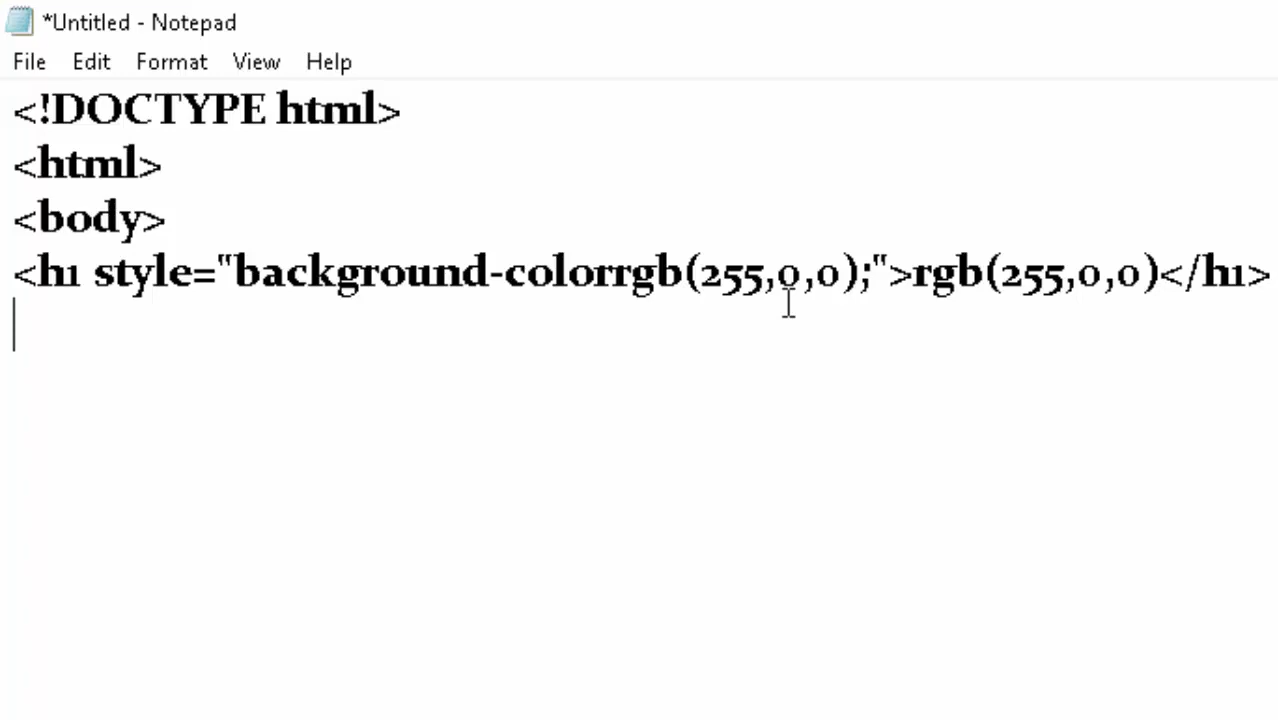 *Untitled - Notepad
File Edit Format View Help
<!DOCTYPE html>
<html>
<body>
<h1 style="background-colorrgb(255,0,0);">rgb(255,0,0)</h1>